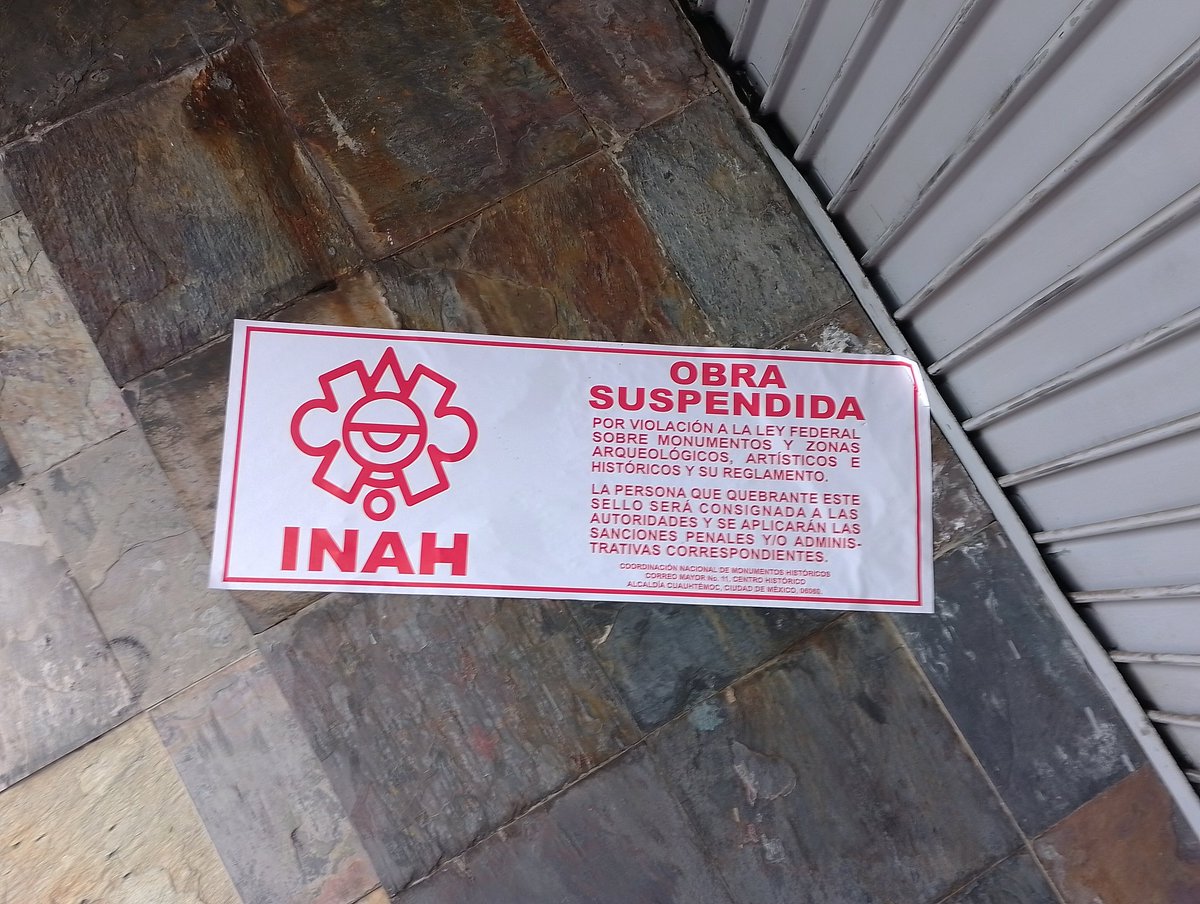 INAH
OBRA
SUSPENDIDA
POR VIOLACIÓN A LA LEY FEDERAL
SOBRE MONUMENTOS Y ZONAS
ARQUEOLÓGICOS, ARTÍSTICOS E
HISTÓRICOS Y SU REGLAMENTO.
LA PERSONA QUE QUEBRANTE ESTE
SELLO SERÁ CONSIGNADA A LAS
AUTORIDADES Y SE APLICARÁN LAS
SANCIONES PENALES Y/O ADMINIS-
TRATIVAS CORRESPONDIENTES.
COORDINACIÓN NACIONAL DE MONUMENTOS HISTÓRICOS
CORREO MAYOR No. 11, CENTRO HISTÓRICO
ALCALDÍA CUAUHTÉMOC, CIUDAD DE MÉXICO, 06060.